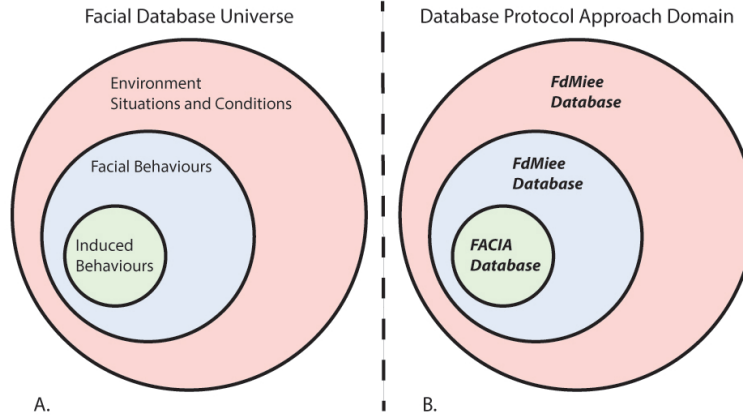 Facial Database Universe
Environment
Situations and Conditions
Facial Behaviours
Induced
Behaviours
A.
Database Protocol Approach Domain
FdMiee
Database
FdMiee
Database
FACIA
Database
B.